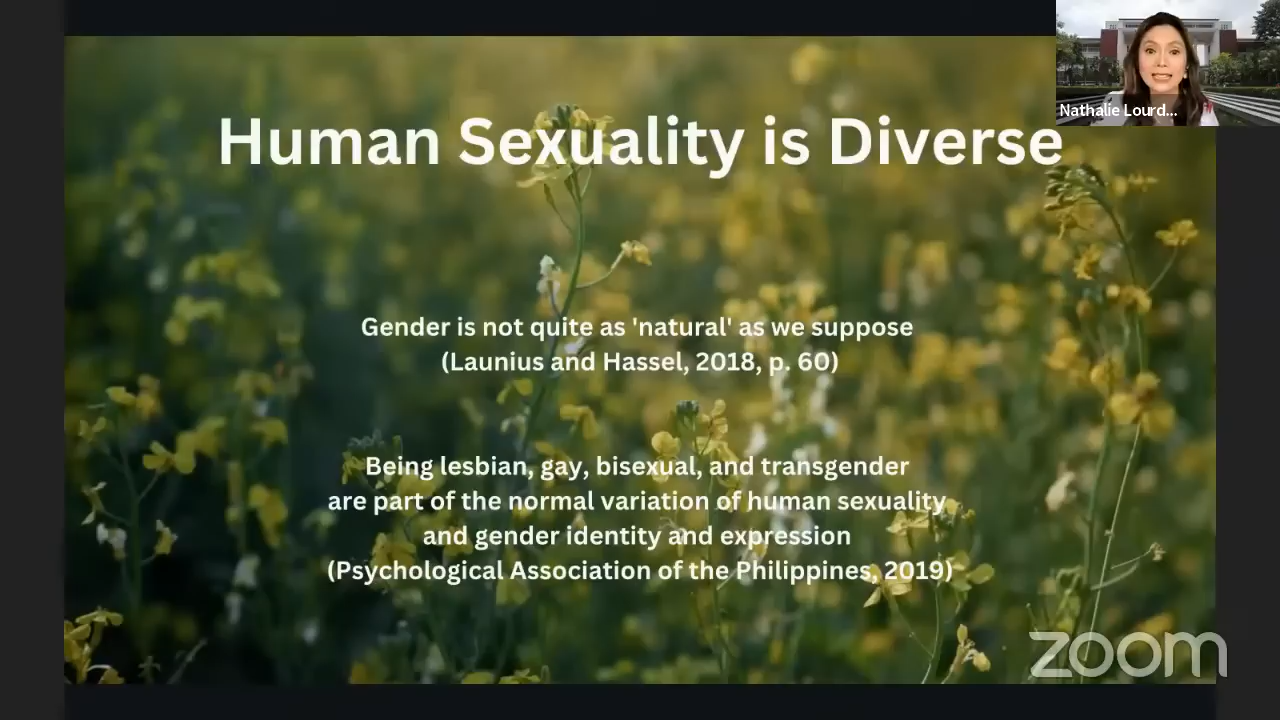 Nathalie Lourd...
Human Sexuality is Diverse
Gender is not quite as 'natural' as we suppose
(Launius and Hassel, 2018, p. 60)
Being lesbian, gay, bisexual, and transgender
are part of the normal variation of human sexuality
and gender identity and expression
(Psychological Association of the Philippines, 2019)
zoom